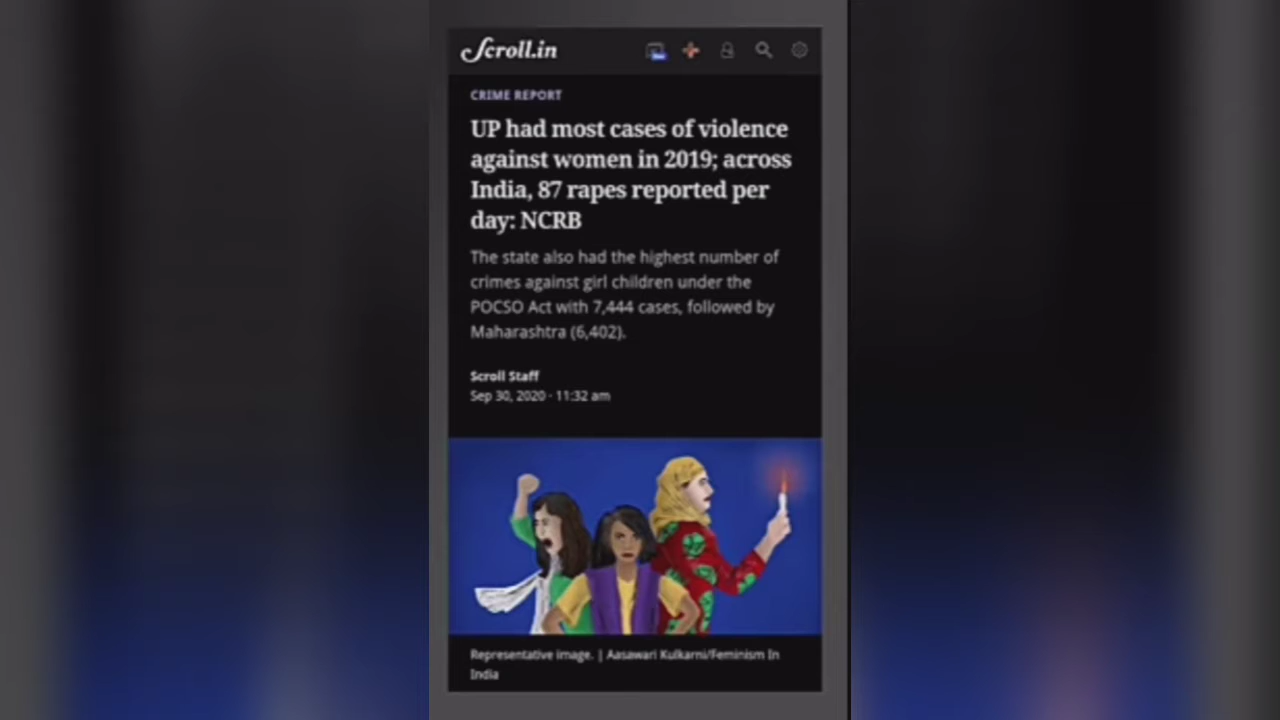 Scroll.in
CRIME REPORT
UP had most cases of violence
against women in 2019; across
India, 87 rapes reported per
day: NCRB
The state also had the highest number of
crimes against girl children under the
POCSO Act with 7,444 cases, followed by
Maharashtra (6,402).
Scroll Staff
Sep 30, 2020 · 11:32 am
Representative image. | Aasawari Kulkarni/Feminism In
India